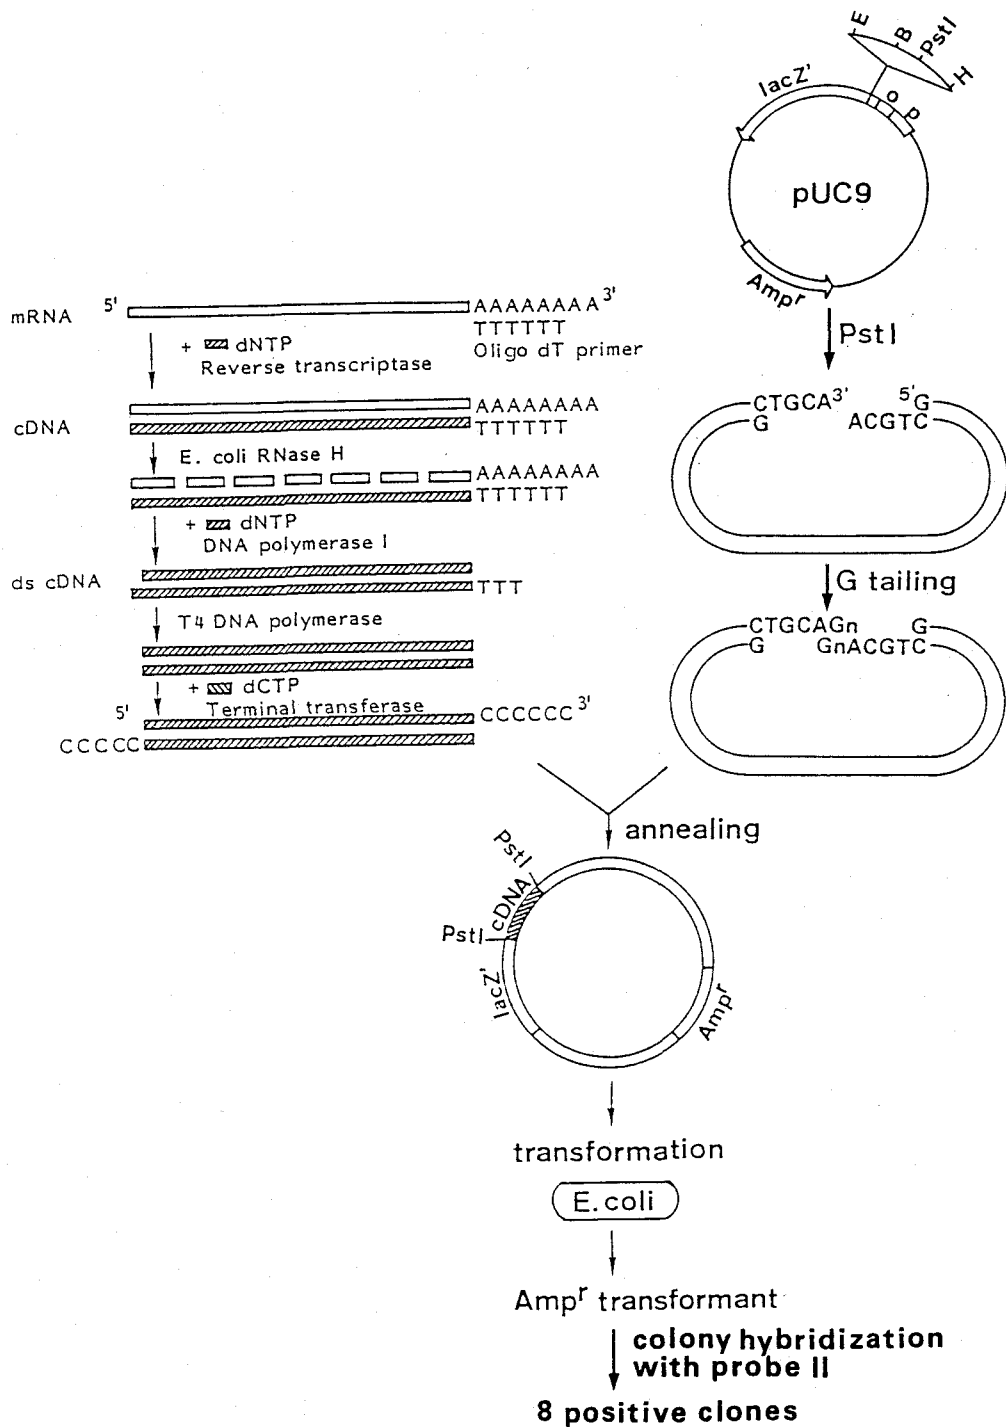 E
B
PstI
H
lacZ'
o
p
pUC9
Ampr
PstI
mRNA
5'
AAAAAAAA 3'
TTTTTT
Oligo dT primer
+ dNTP
Reverse transcriptase
cDNA
AAAAAAAA
TTTTTT
E. coli RNase H
AAAAAAAA
TTTTTT
+ dNTP
DNA polymerase I
ds cDNA
TTT
T4 DNA polymerase
+ dCTP
Terminal transferase
5'
CCCCCC 3'
CCCCC
CTGCA 3'
5' G
G
ACGTC
G tailing
CTGCAGn
G
G
GnACGTC
annealing
PstI
cDNA
PstI
lacZ'
Ampr
transformation
E. coli
Ampr transformant
colony hybridization
with probe II
8 positive clones